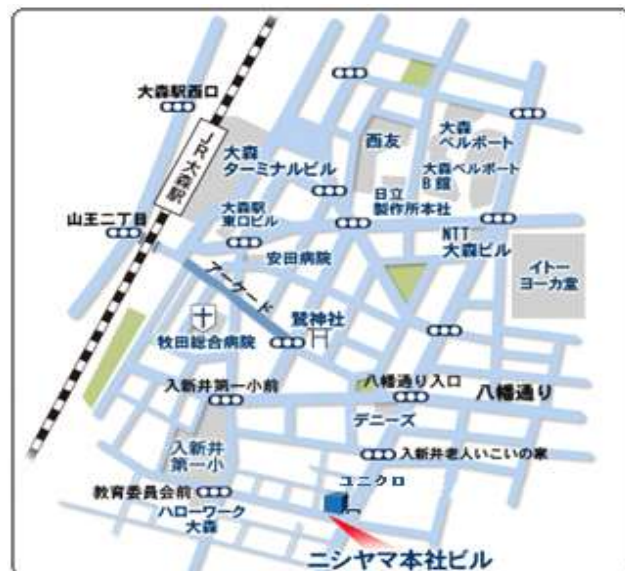 大森駅西口
JR大森駅
大森
ターミナルビル
西友
大森
ベルポート
大森ベルポート
B館
日立
製作所本社
山王二丁目
大森駅
東口ビル
NTT
大森ビル
安田病院
イトー
ヨーカ堂
アーケード
鷲神社
牧田総合病院
入新井第一小前
八幡通り入口
八幡通り
デニーズ
入新井
第一小
入新井老人いこいの家
教育委員会前
ユニクロ
ハローワーク
大森
ニシヤマ本社ビル